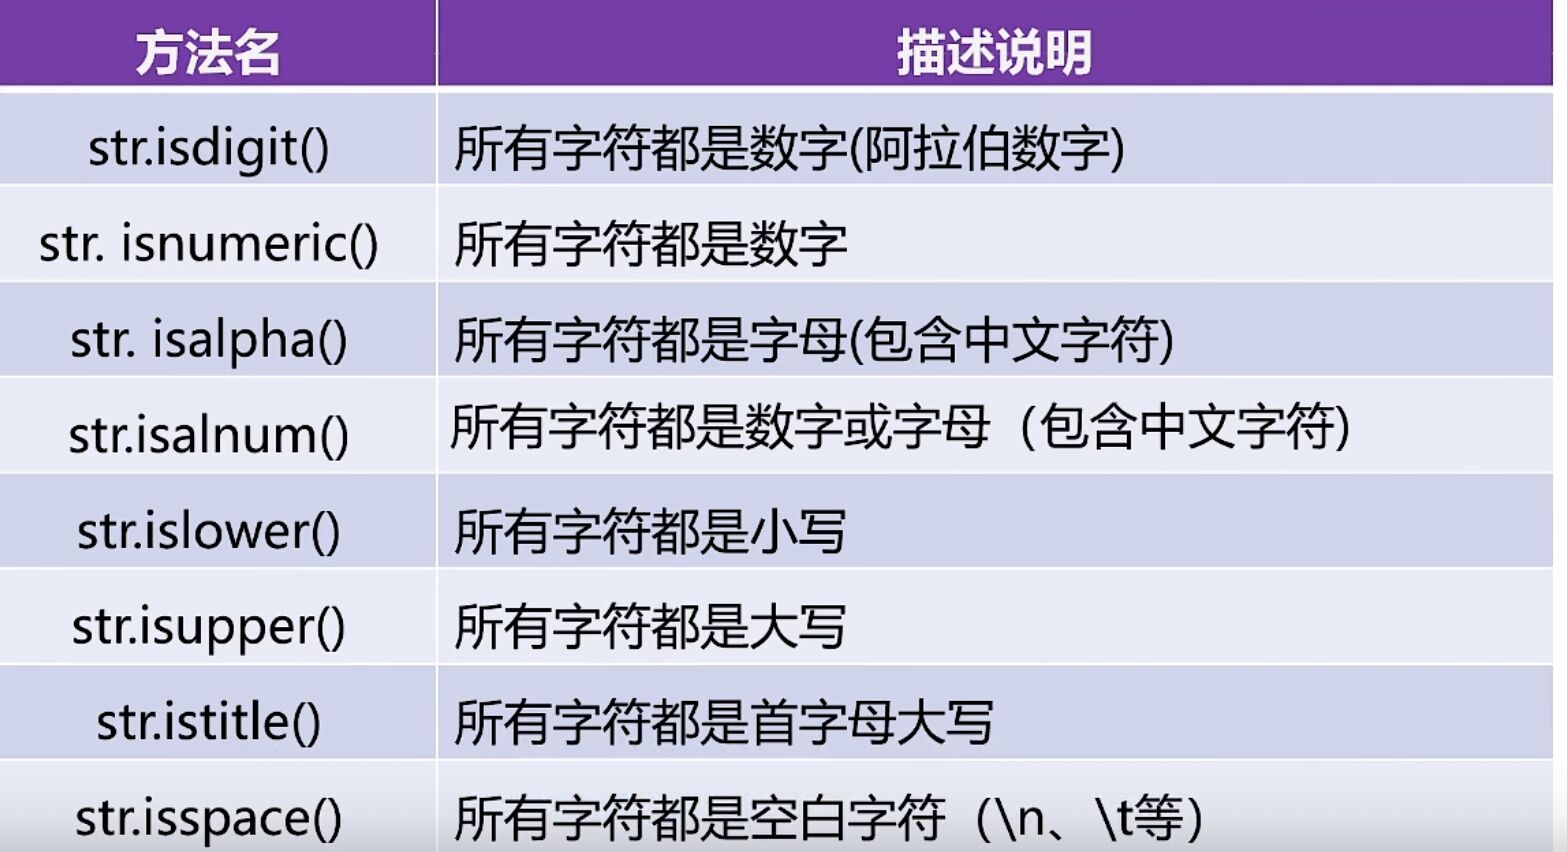 方法名 描述说明
str.isdigit() 所有字符都是数字(阿拉伯数字)
str. isnumeric() 所有字符都是数字
str. isalpha() 所有字符都是字母(包含中文字符)
str.isalnum() 所有字符都是数字或字母（包含中文字符)
str.islower() 所有字符都是小写
str.isupper() 所有字符都是大写
str.istitle() 所有字符都是首字母大写
str.isspace() 所有字符都是空白字符（\n、\t等）